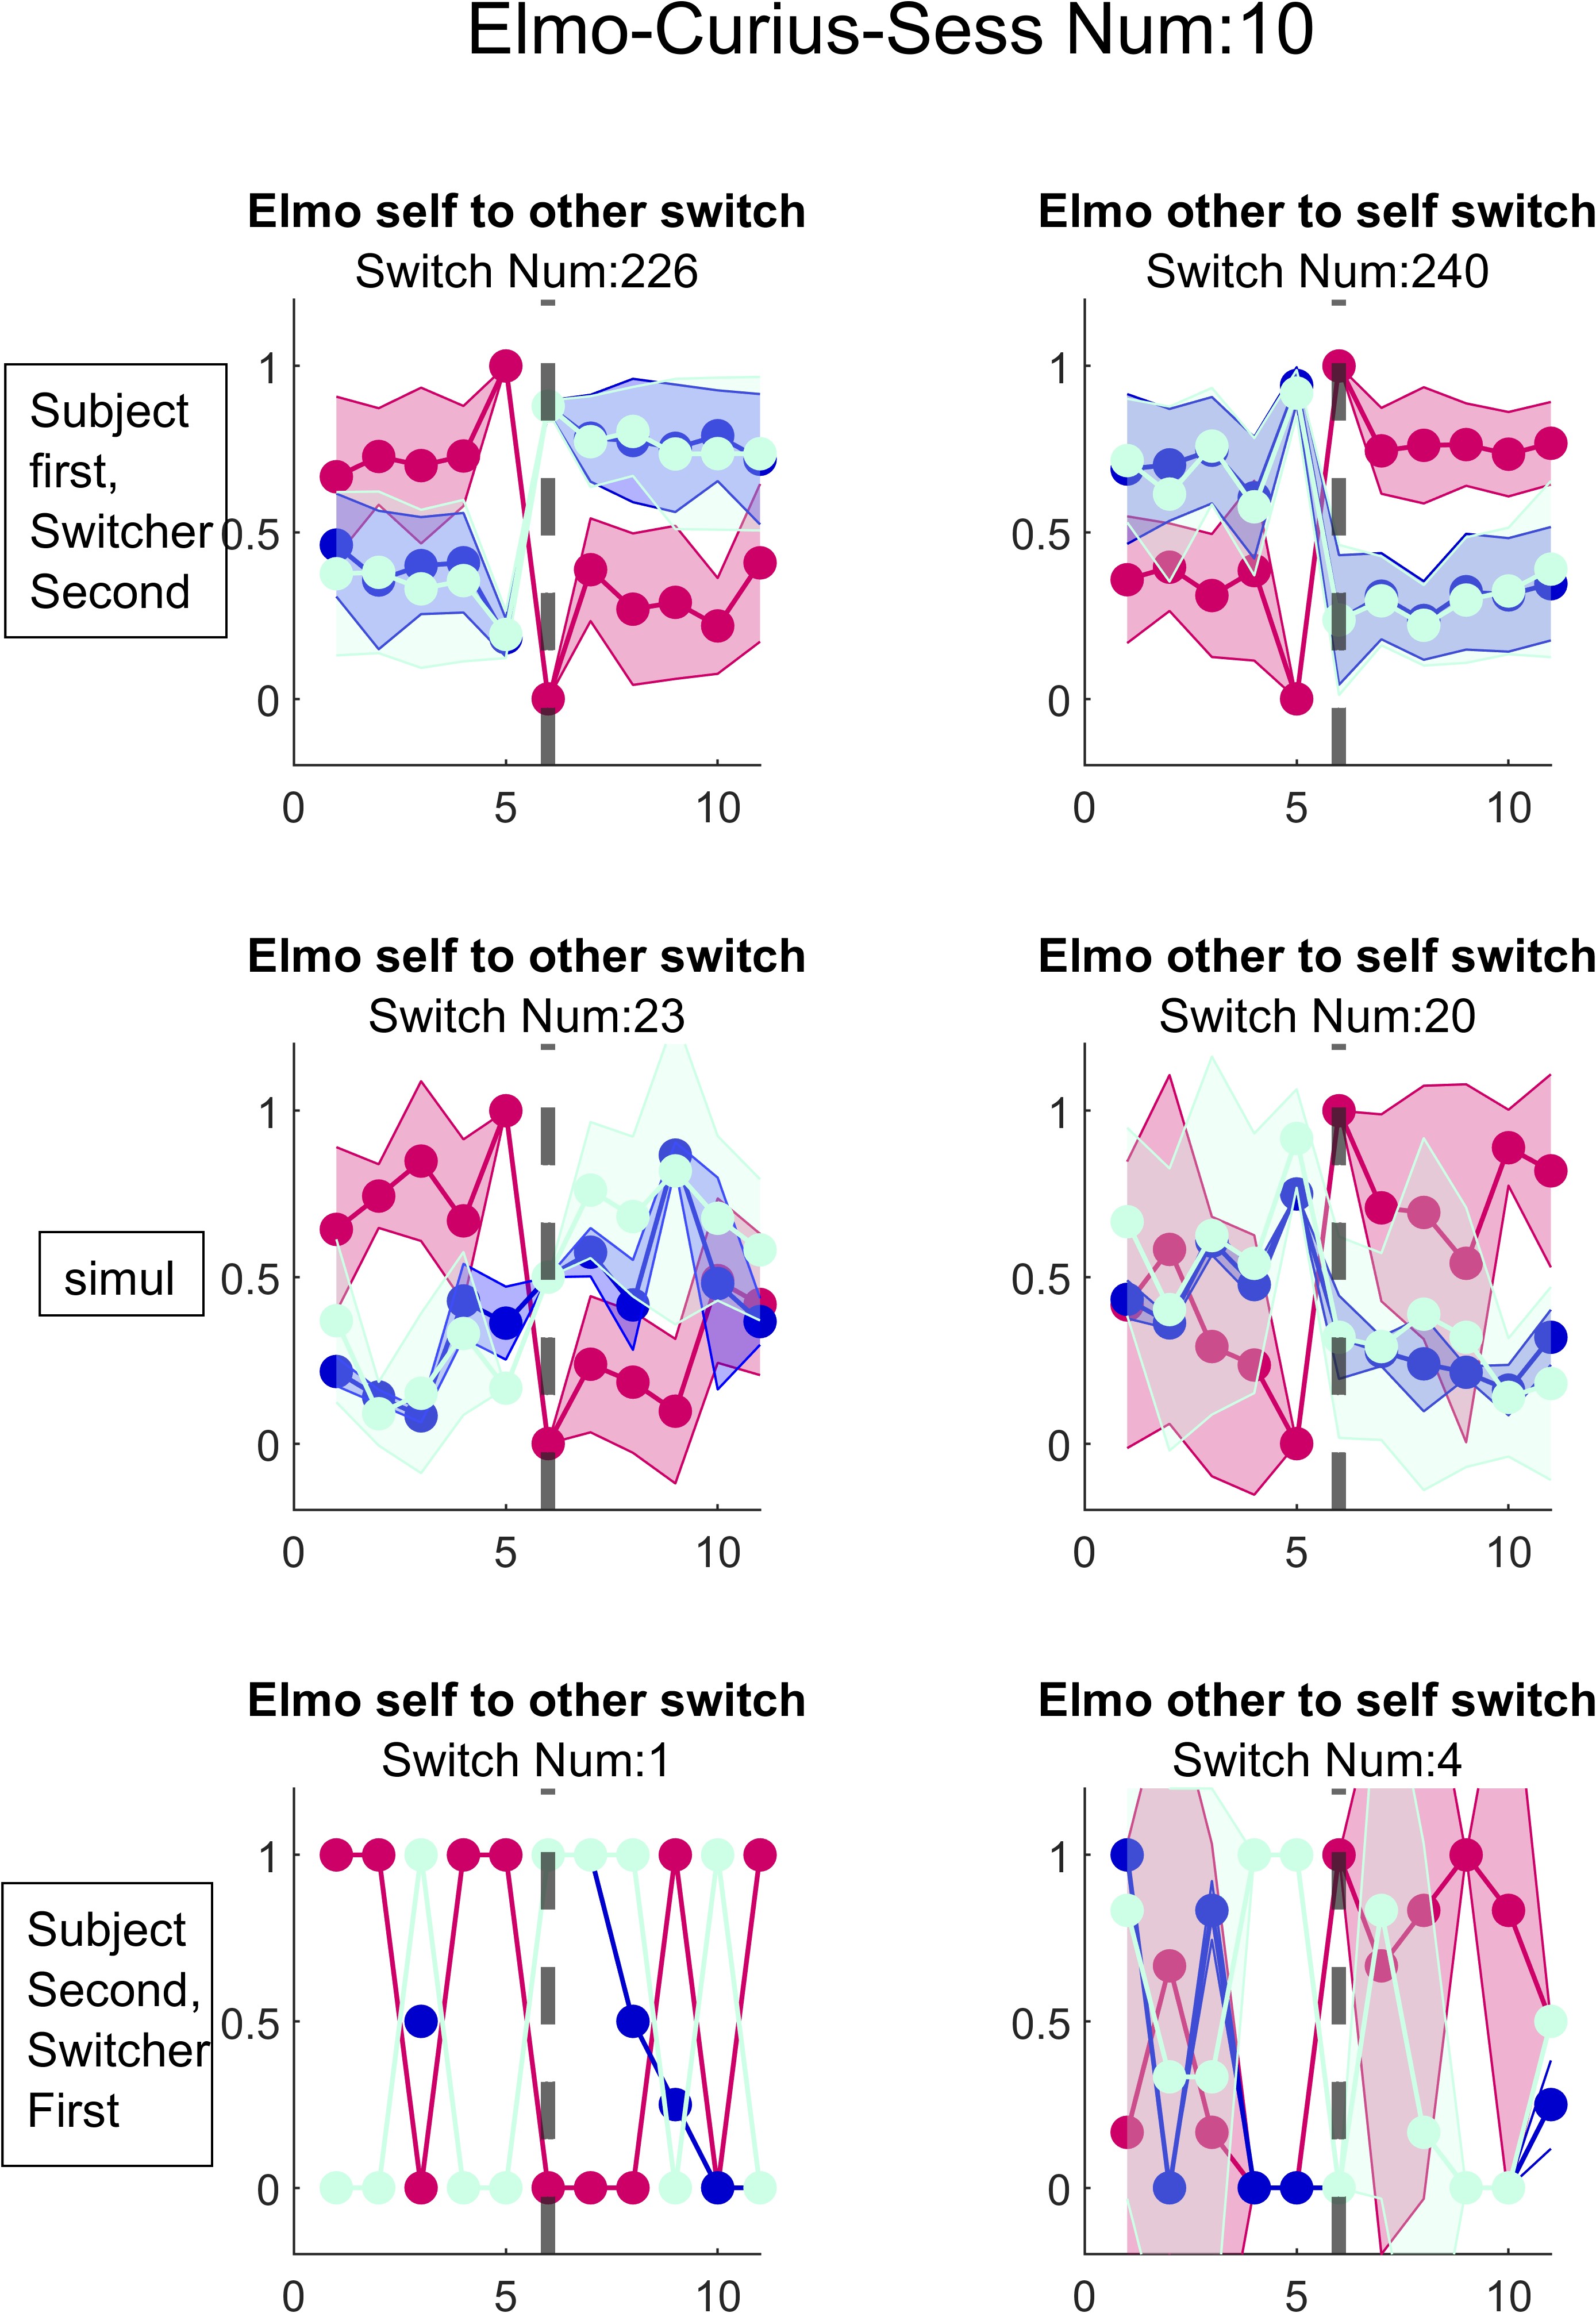 Elmo-Curius-Sess Num:10
Elmo self to other switch
Switch Num:226
Elmo other to self switch
Switch Num:240
Subject
first,
Switcher
Second
1
0.5
0
0
5
10
1
0.5
0
0
5
10
Elmo self to other switch
Switch Num:23
Elmo other to self switch
Switch Num:20
simul
1
0.5
0
0
5
10
1
0.5
0
0
5
10
Elmo self to other switch
Switch Num:1
Elmo other to self switch
Switch Num:4
Subject
Second,
Switcher
First
1
0.5
0
0
5
10
1
0.5
0
0
5
10